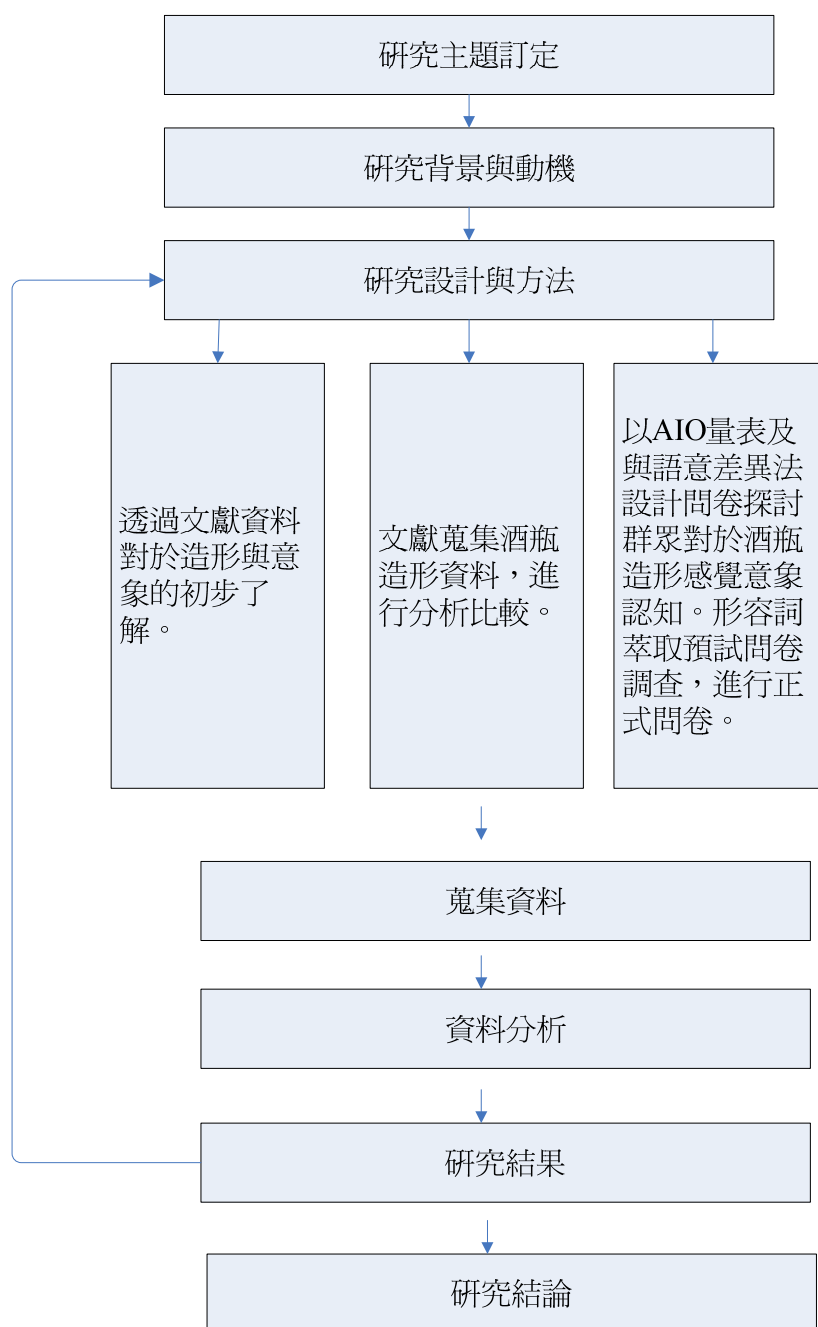 研究主題訂定
研究背景與動機
研究設計與方法
透過文獻資料
對於造形與意
象的初步了
解。
文獻蒐集酒瓶
造形資料，進
行分析比較。
以AIO量表及
與語意差異法
設計問卷探討
群眾對於酒瓶
造形感覺意象
認知。形容詞
萃取預試問卷
調查，進行正
式問卷。
蒐集資料
資料分析
研究結果
研究結論